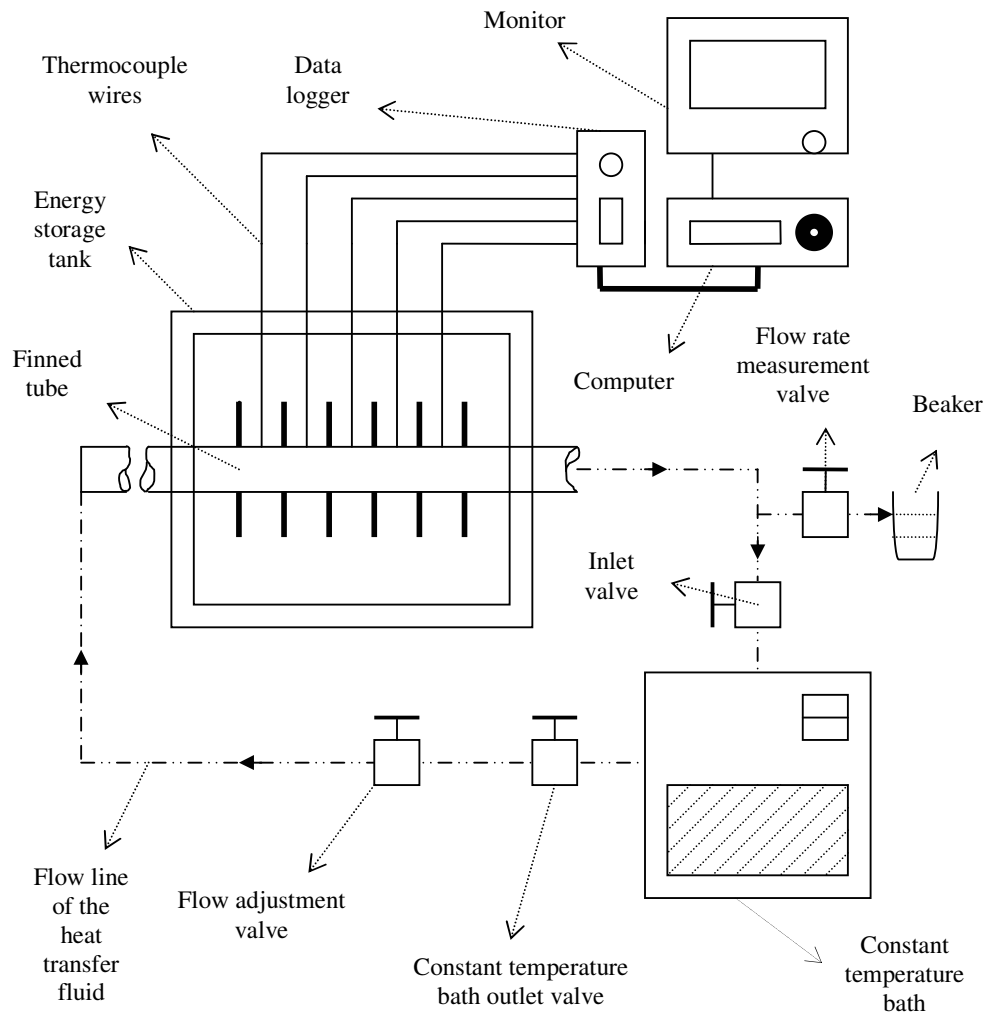 Monitor
Thermocouple
wires
Data
logger
Energy
storage
tank
Finned
tube
Computer
Flow rate
measurement
valve
Beaker
Inlet
valve
Flow line
of the
heat
transfer
fluid
Flow adjustment
valve
Constant temperature
bath outlet valve
Constant
temperature
bath